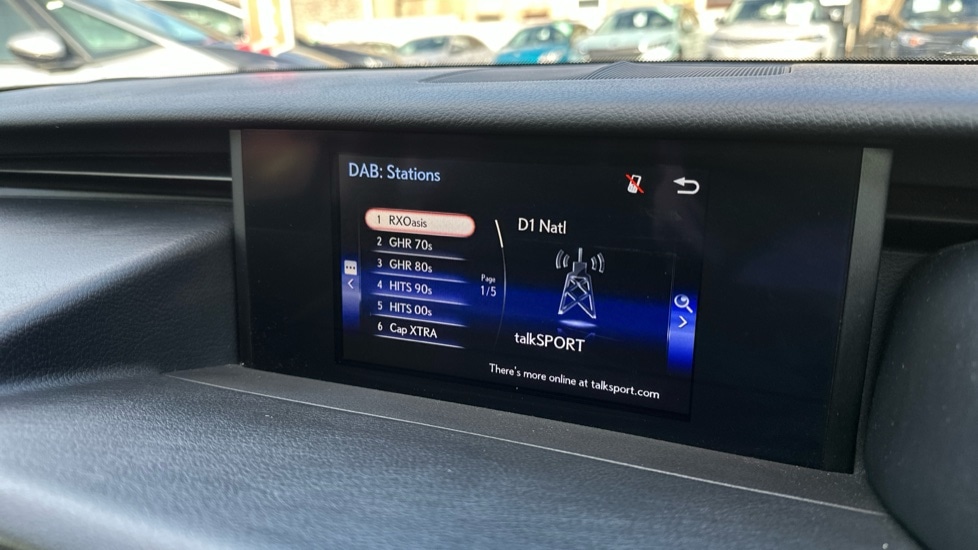 DAB: Stations
1 RXOasis
2 GHR 70s
3 GHR 80s
4 HITS 90s
5 HITS 00s
6 Cap XTRA
Page
1/5
D1 Natl
talkSPORT
There's more online at talksport.com